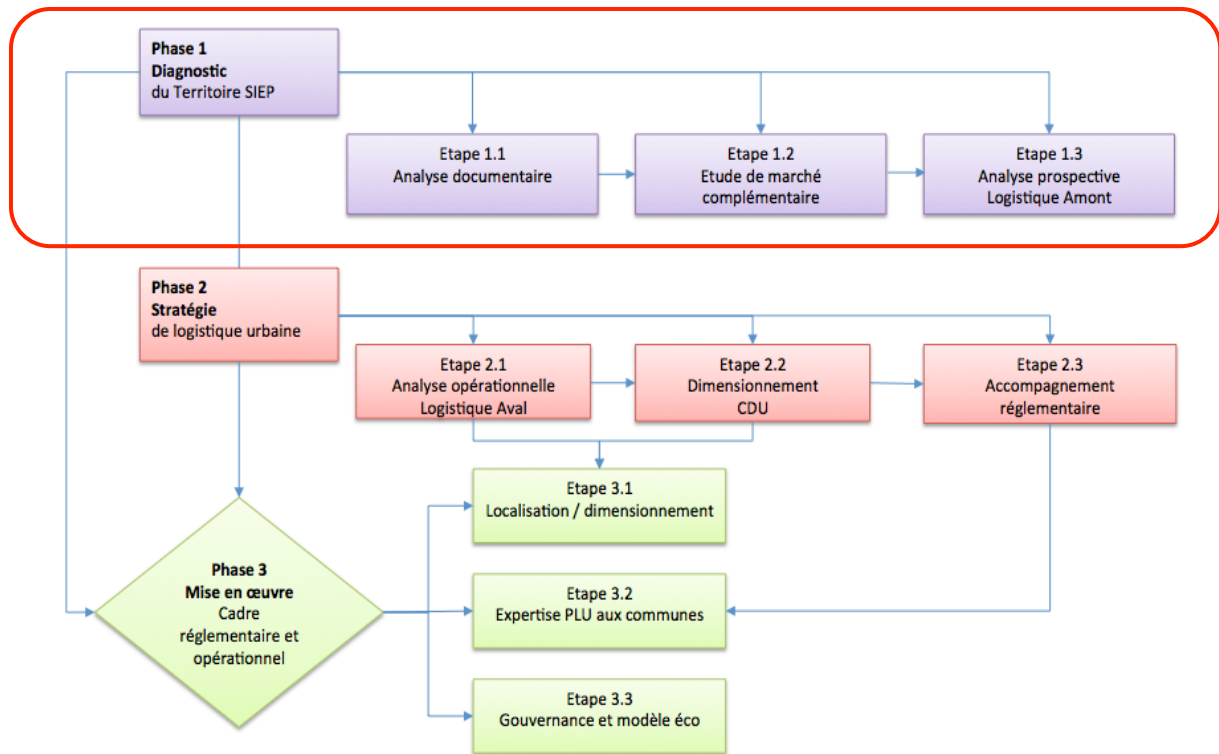 Phase 1
Diagnostic
du Territoire SIEP
Etape 1.1
Analyse documentaire
Etape 1.2
Etude de marché
complémentaire
Etape 1.3
Analyse prospective
Logistique Amont
Phase 2
Stratégie
de logistique urbaine
Etape 2.1
Analyse opérationnelle
Logistique Aval
Etape 2.2
Dimensionnement
CDU
Etape 2.3
Accompagnement
réglementaire
Etape 3.1
Localisation / dimensionnement
Phase 3
Mise en œuvre
Cadre
réglementaire et
opérationnel
Etape 3.2
Expertise PLU aux communes
Etape 3.3
Gouvernance et modèle éco